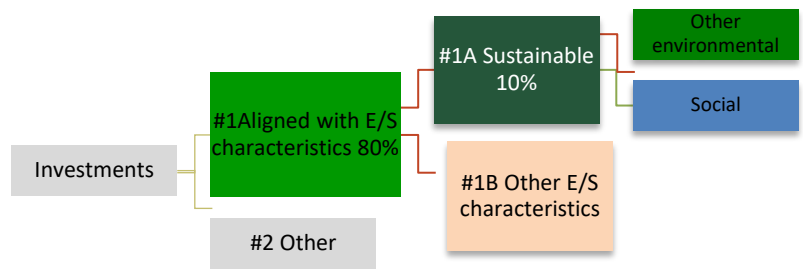 Investments
#1Aligned with E/S
characteristics 80%
#2 Other
#1A Sustainable
10%
#1B Other E/S
characteristics
Other
environmental
Social